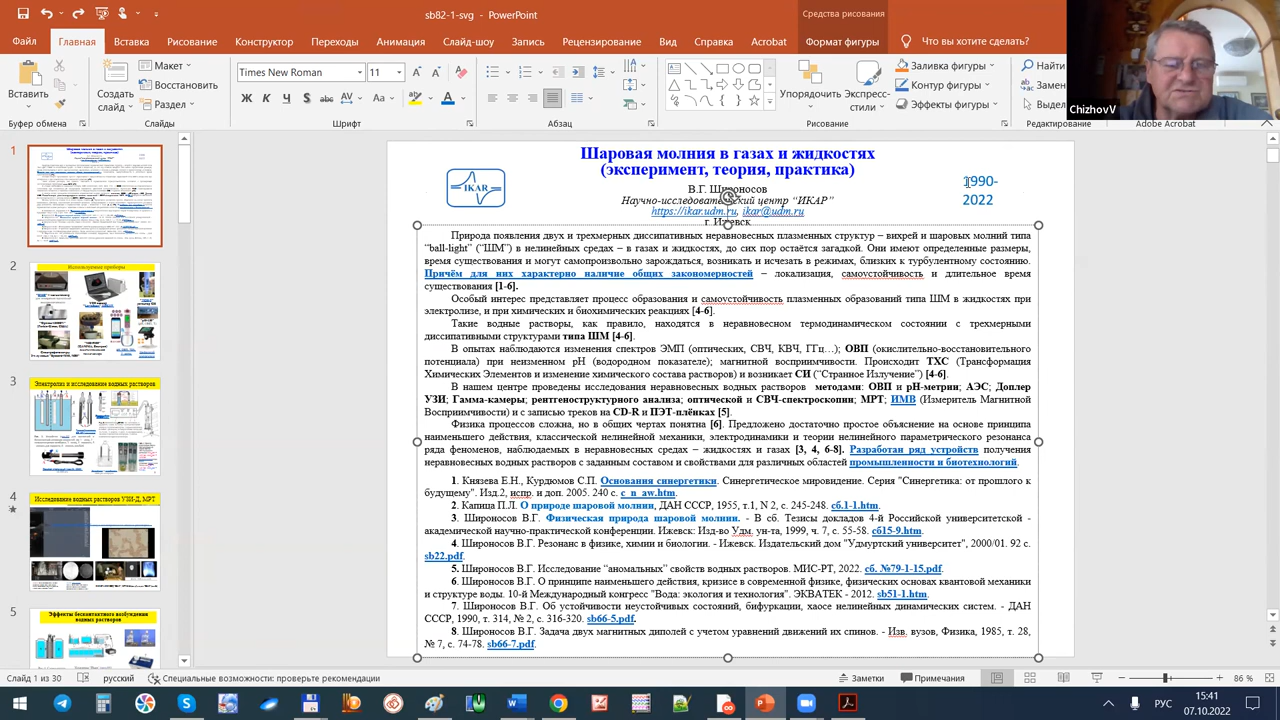 sb82-1-svg - PowerPoint
Средства рисования
Файл Главная Вставка Рисование Конструктор Переходы Анимация Слайд-шоу Запись Рецензирование Вид Справка Acrobat Формат фигуры Что вы хотите сделать?
Вставить
Буфер обмена
Создать слайд
Макет
Восстановить
Раздел
Слайды
Times New Roman 11
Ж К Ч S abc AV Aa
Шрифт
Абзац
Упорядочить
Экспресс-стили
Заливка фигуры
Контур фигуры
Эффекты фигуры
Рисование
Найти
Замен
Выдел
Редактирование
Adobe Acrobat
ChizhovV
Используемые приборы
Электролиз и исследование водных растворов
Исследование водных растворов УЗИ-Д, МРТ
Эффекты бесконтактного возбуждения
водных растворов
Шаровая молния в газах и жидкостях
(эксперимент, теория, практика)
ИКАР
1990-
2022
https://ikar.udm.ru, ikar@udm.ru
г. Ижевск
Природа явления двух и трехмерных диссипативных неравновесных плазменных структур – вихрей и шаровых молний типа
“ball-light” (“ШМ”) в нелинейных средах – в газах и жидкостях, до сих пор остаётся загадкой. Они имеют определенные размеры,
время существования и могут самопроизвольно зарождаться, возникать и исчезать в режимах, близких к турбулентному состоянию.
Причём для них характерно наличие общих закономерностей – локализация, самоустойчивость и длительное время
существования [1-6].
Особый интерес представляет процесс образования и самоустойчивость плазменных образований типа ШМ в жидкостях при
электролизе, и при химических и биохимических реакциях [4-6].
Такие водные растворы, как правило, находятся в неравновесном термодинамическом состоянии с трехмерными
диссипативными структурами типа ШМ [4-6].
В опытах наблюдаются изменения спектров ЭМП (оптических, СВЧ, КВЧ, ГГц…); ОВП (окислительно-восстановительного
потенциала) при неизменном pH (водородном показателе); магнитной восприимчивости. Происходит ТХС (Трансформация
Химических Элементов и изменение химического состава растворов) и возникает СИ (“Странное Излучение”) [4-6].
В нашем центре проведены исследования неравновесных водных растворов методами: ОВП и pH-метрии; АЭС; Доплер
УЗИ; Гамма-камеры; рентгеноструктурного анализа; оптической и СВЧ-спектроскопии; МРТ; ИМВ (Измеритель Магнитной
Восприимчивости) и с записью треков на CD-R и ПЭТ-плёнках [5].
Физика процессов сложна, но в общих чертах понятна [6]. Предложено достаточно простое объяснение на основе принципа
наименьшего действия, классической нелинейной механики, электродинамики и теории нелинейного параметрического резонанса
ряда феноменов, наблюдаемых в неравновесных средах – жидкостях и газах [3, 4, 6-8]. Разработан ряд устройств получения
неравновесных водных растворов с заданным составом и свойствами для различных областей промышленности и биотехнологий.
1. Князева Е.Н., Курдюмов С.П. Основания синергетики. Синергетическое мировидение. Серия "Синергетика: от прошлого к
будущему". Изд.2, испр. и доп. 2005. 240 с. c_n_aw.htm.
2. Капица П.Л. О природе шаровой молнии, ДАН СССР, 1955, т.1, N 2, с. 245-248. сб.1-1.htm.
3. Широносов В.Г. Физическая природа шаровой молнии. - В сб. Тезисы докладов 4-й Российской университетской -
академической научно-практической конференции. Ижевск: Изд-во Удм. ун-та, 1999, ч. 7, с. 55-58. сб15-9.htm.
4. Широносов В.Г. Резонанс в физике, химии и биологии. - Ижевск. Издательский дом "Удмуртский университет", 2000/01. 92 с.
sb22.pdf.
5. Широносов В.Г. Исследование “аномальных” свойств водных растворов. МИС-РТ, 2022. сб. №79-1-15.pdf.
6. Широносов В.Г. О принципе наименьшего действия, кризисе в физике, физических основах квантовой механики
и структуре воды. 10-й Международный конгресс "Вода: экология и технология". ЭКВАТЕК - 2012. sb51-1.htm.
7. Широносов В.Г. Об устойчивости неустойчивых состояний, бифуркации, хаосе нелинейных динамических систем. - ДАН
СССР, 1990, т. 314, № 2, с. 316-320. sb66-5.pdf.
8. Широносов В.Г. Задача двух магнитных диполей с учетом уравнений движений их спинов. - Изв. вузов, Физика, 1985, т. 28,
№ 7, с. 74-78. sb66-7.pdf.
Слайд 1 из 30 русский Специальные возможности: проверьте рекомендации Заметки Примечания 86 %
РУС
15:41
07.10.2022